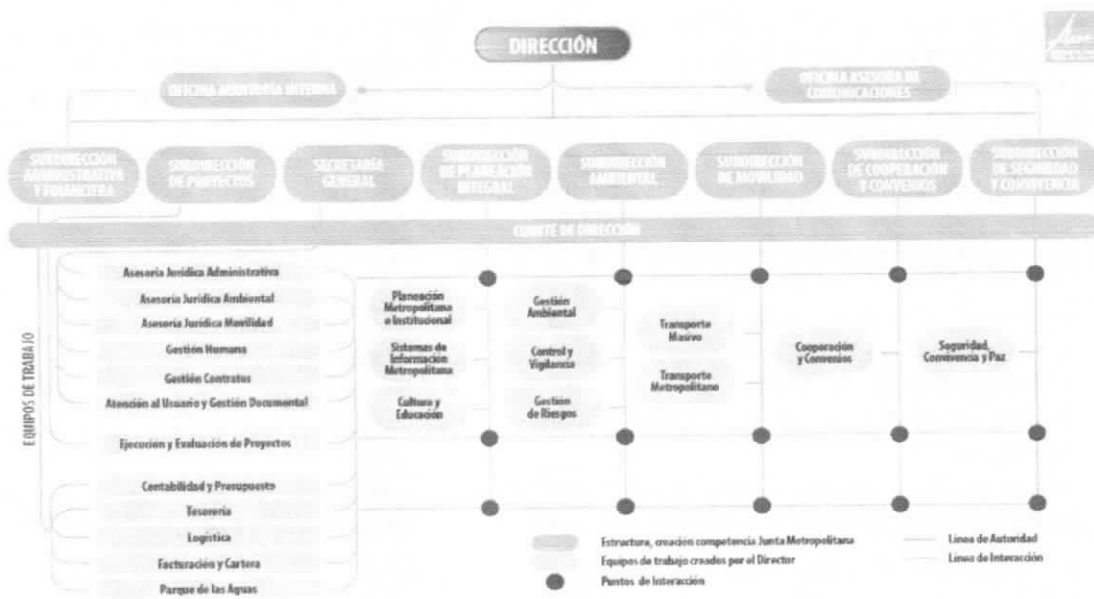 DIRECCIÓN
OFICINA AUDITORÍA INTERNA
OFICINA ASESORA DE
COMUNICACIONES
SUBDIRECCIÓN
ADMINISTRATIVA
Y FINANCIERA
SUBDIRECCIÓN
DE PROYECTOS
SECRETARÍA
GENERAL
SUBDIRECCIÓN
DE PLANEACIÓN
INTEGRAL
SUBDIRECCIÓN
AMBIENTAL
SUBDIRECCIÓN
DE MOVILIDAD
SUBDIRECCIÓN
DE COOPERACIÓN
Y CONVENIOS
SUBDIRECCIÓN
DE SEGURIDAD
Y CONVIVENCIA
COMITÉ DE DIRECCIÓN
EQUIPOS DE TRABAJO
Asesoría Jurídica Administrativa
Asesoría Jurídica Ambiental
Asesoría Jurídica Movilidad
Gestión Humana
Gestión Contratos
Atención al Usuario y Gestión Documental
Ejecución y Evaluación de Proyectos
Contabilidad y Presupuesto
Tesorería
Logística
Facturación y Cartera
Parque de las Aguas
Planeación
Metropolitana
e Institucional
Sistemas de
Información
Metropolitana
Cultura y
Educación
Gestión
Ambiental
Control y
Vigilancia
Gestión
de Riesgos
Transporte
Masivo
Transporte
Metropolitano
Cooperación
y Convenios
Seguridad,
Convivencia y Paz
Estructura, creación competencia Junta Metropolitana
Equipos de trabajo creados por el Director
Puntos de Interacción
Línea de Autoridad
Línea de Interacción